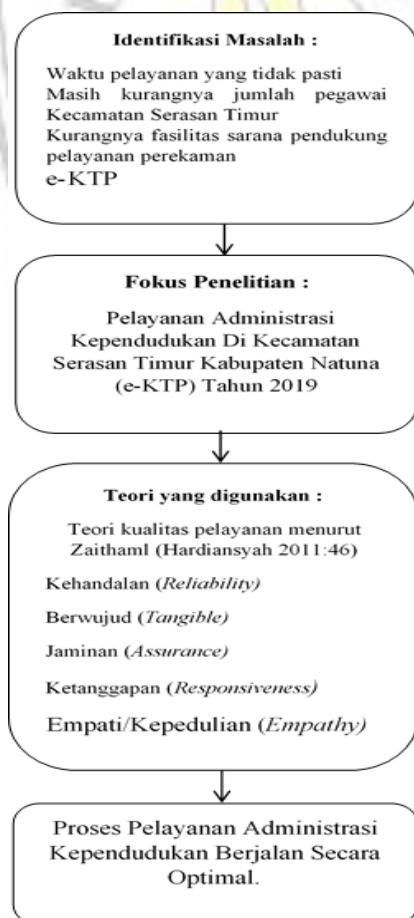 Identifikasi Masalah :
Waktu pelayanan yang tidak pasti
Masih kurangnya jumlah pegawai
Kecamatan Serasan Timur
Kurangnya fasilitas sarana pendukung
pelayanan perekaman
e-KTP
Fokus Penelitian :
Pelayanan Administrasi
Kependudukan Di Kecamatan
Serasan Timur Kabupaten Natuna
(e-KTP) Tahun 2019
Teori yang digunakan :
Teori kualitas pelayanan menurut
Zaithaml (Hardiansyah 2011:46)
Kehandalan (Reliability)
Berwujud (Tangible)
Jaminan (Assurance)
Ketanggapan (Responsiveness)
Empati/Kepedulian (Empathy)
Proses Pelayanan Administrasi
Kependudukan Berjalan Secara
Optimal.